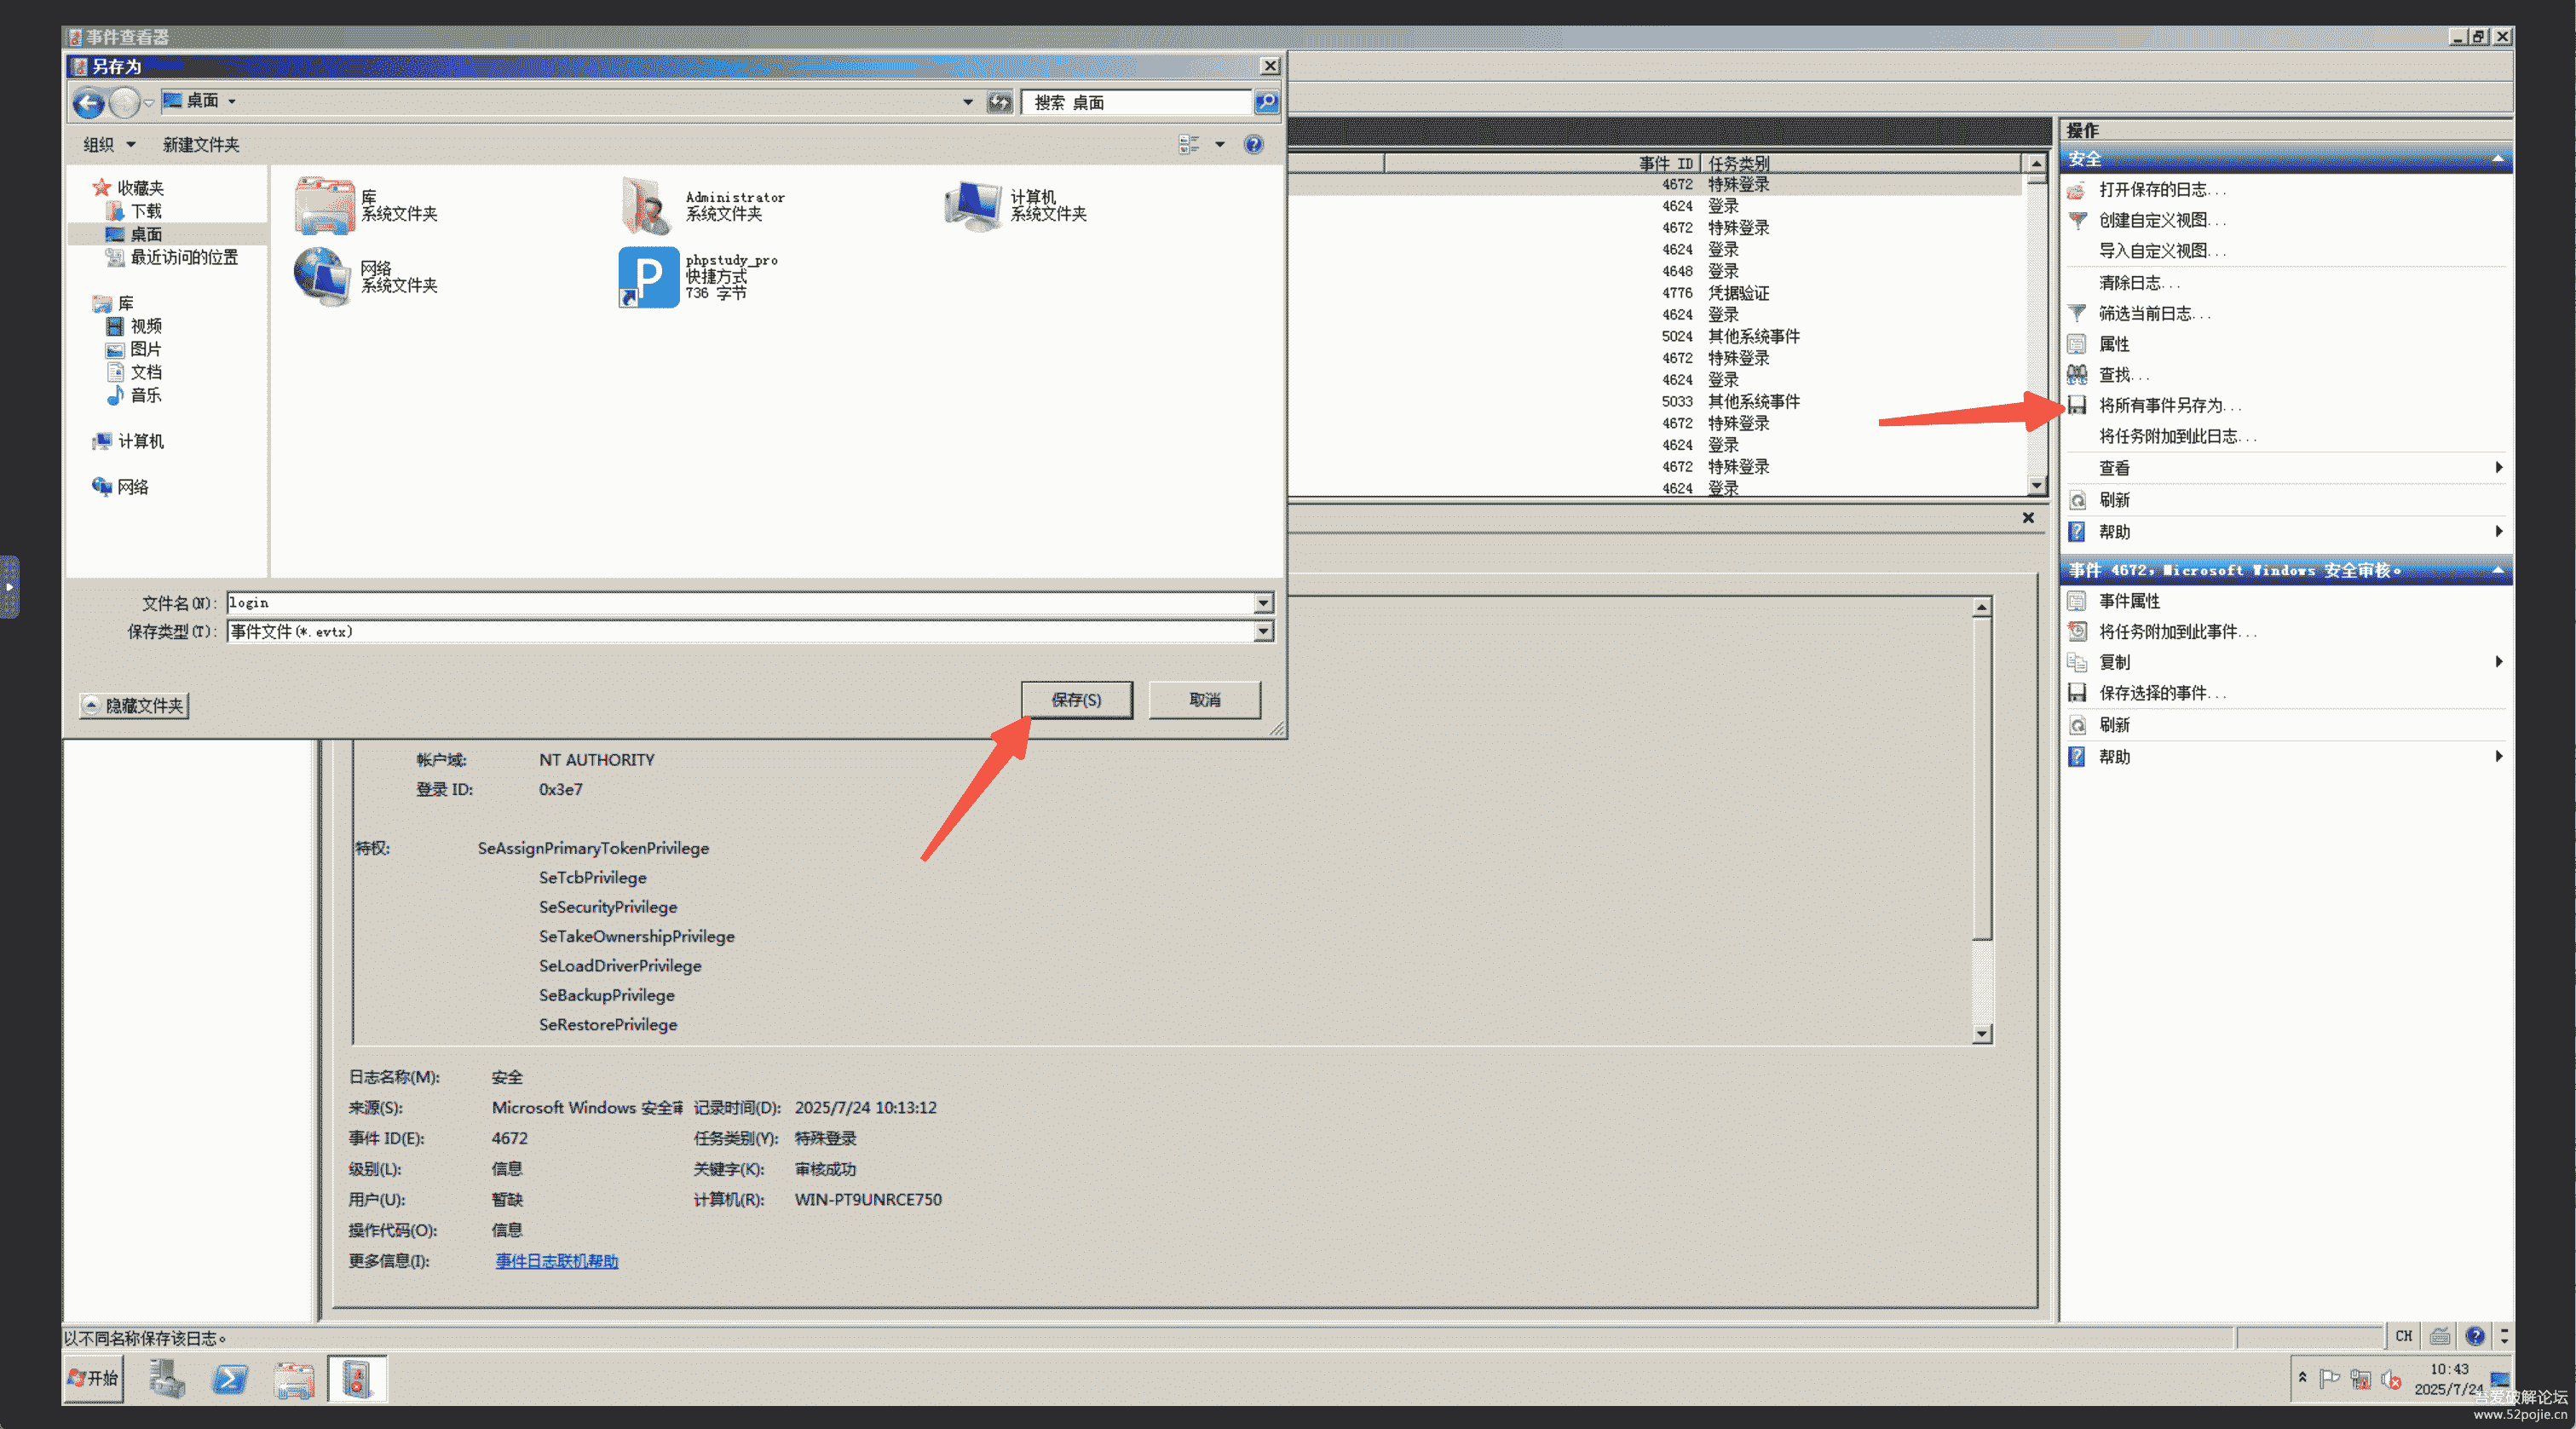 事件查看器
另存为
桌面
搜索 桌面
组织
新建文件夹
收藏夹
下载
桌面
最近访问的位置
库
视频
图片
文档
音乐
计算机
网络
库
系统文件夹
Administrator
系统文件夹
计算机
系统文件夹
网络
系统文件夹
P
phpstudy_pro
快捷方式
736 字节
文件名(N): login
保存类型(T): 事件文件(*.evtx)
隐藏文件夹
保存(S)
取消
事件 ID 任务类别
4672 特殊登录
4624 登录
4672 特殊登录
4624 登录
4648 登录
4776 凭据验证
4624 登录
5024 其他系统事件
4672 特殊登录
4624 登录
5033 其他系统事件
4672 特殊登录
4624 登录
4672 特殊登录
4624 登录
帐户域: NT AUTHORITY
登录 ID: 0x3e7
特权: SeAssignPrimaryTokenPrivilege
SeTcbPrivilege
SeSecurityPrivilege
SeTakeOwnershipPrivilege
SeLoadDriverPrivilege
SeBackupPrivilege
SeRestorePrivilege
日志名称(M): 安全
来源(S): Microsoft Windows 安全审 记录时间(D): 2025/7/24 10:13:12
事件 ID(E): 4672 任务类别(Y): 特殊登录
级别(L): 信息 关键字(K): 审核成功
用户(U): 暂缺 计算机(R): WIN-PT9UNRCE750
操作代码(O): 信息
更多信息(I): 事件日志联机帮助
操作
安全
打开保存的日志...
创建自定义视图...
导入自定义视图...
清除日志...
筛选当前日志...
属性
查找...
将所有事件另存为...
将任务附加到此日志...
查看
刷新
帮助
事件 4672，Microsoft Windows 安全审核。
事件属性
将任务附加到此事件...
复制
保存选择的事件...
刷新
帮助
以不同名称保存该日志。
CH
开始
10:43
2025/7/24
吾爱破解论坛
www.52pojie.cn